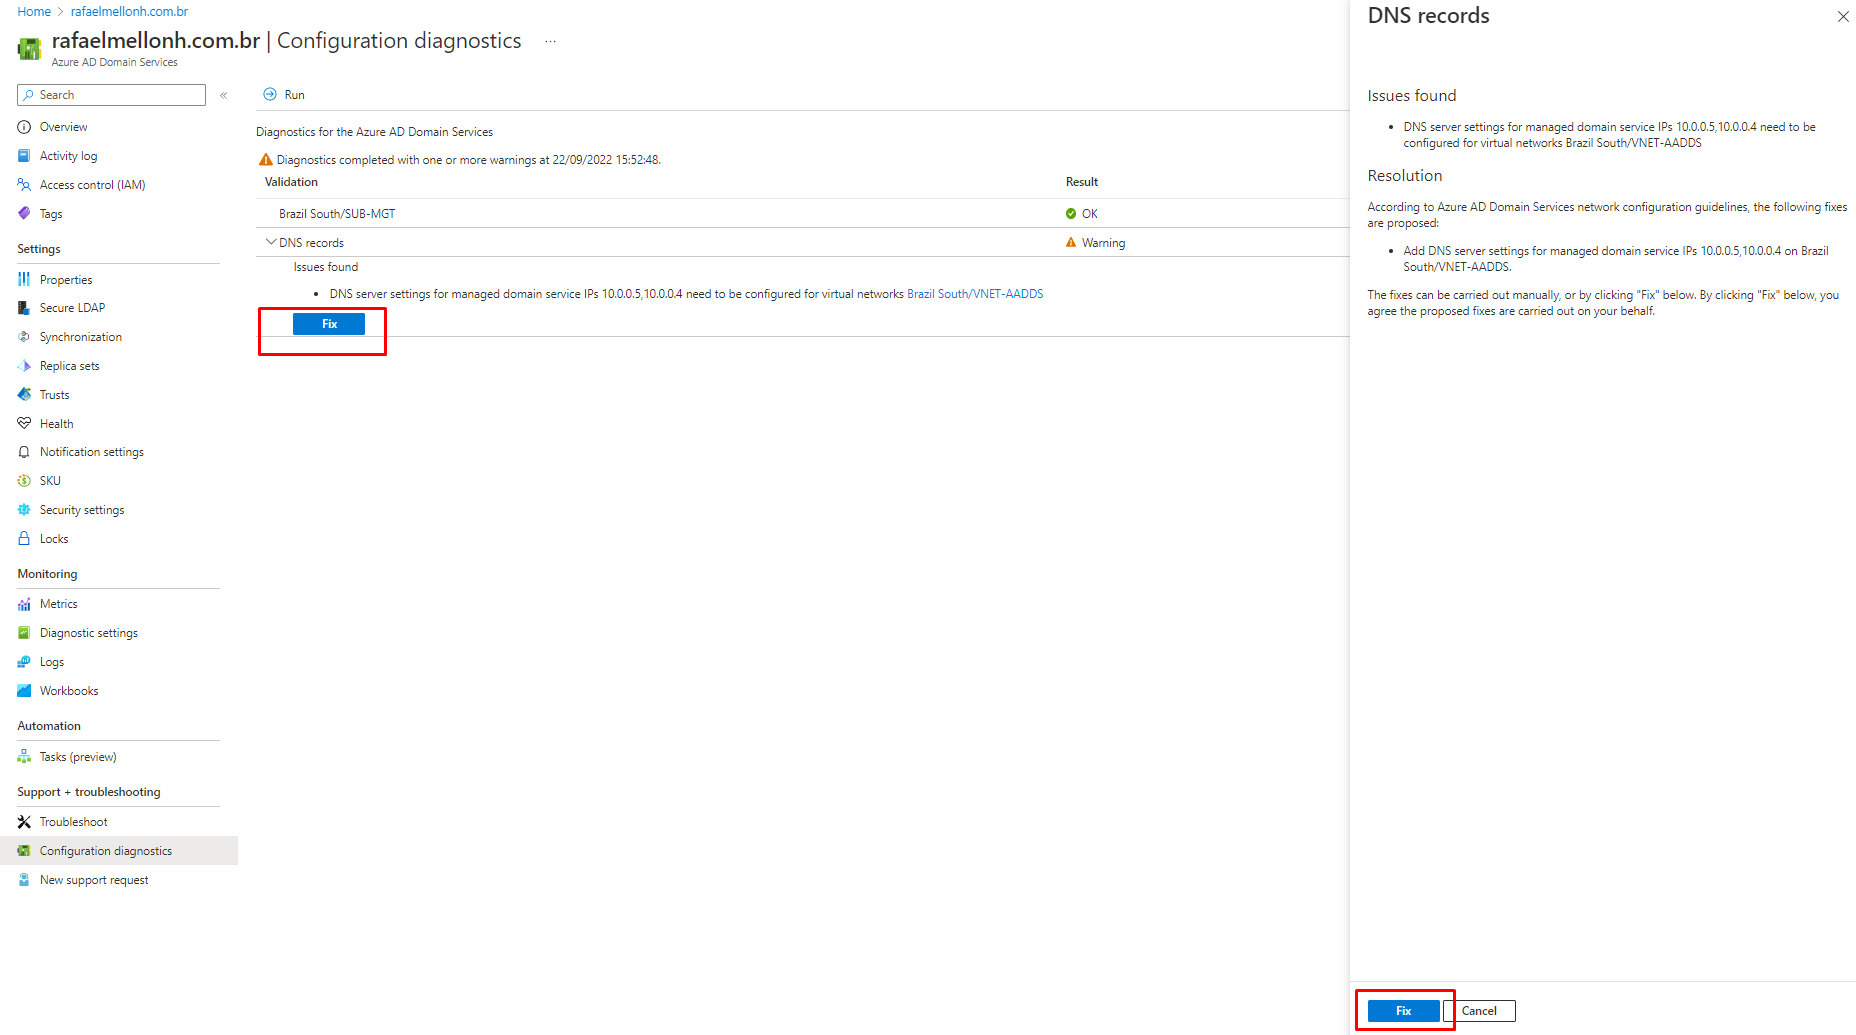 Home > rafaelmellonh.com.br
rafaelmellonh.com.br | Configuration diagnostics ...
Azure AD Domain Services
Search
«
Overview
Activity log
Access control (IAM)
Tags
Settings
Properties
Secure LDAP
Synchronization
Replica sets
Trusts
Health
Notification settings
SKU
Security settings
Locks
Monitoring
Metrics
Diagnostic settings
Logs
Workbooks
Automation
Tasks (preview)
Support + troubleshooting
Troubleshoot
Configuration diagnostics
New support request
Run
Diagnostics for the Azure AD Domain Services
Diagnostics completed with one or more warnings at 22/09/2022 15:52:48.
Validation Result
Brazil South/SUB-MGT OK
DNS records Warning
Issues found
• DNS server settings for managed domain service IPs 10.0.0.5,10.0.0.4 need to be configured for virtual networks Brazil South/VNET-AADDS
Fix
DNS records
Issues found
• DNS server settings for managed domain service IPs 10.0.0.5,10.0.0.4 need to be
configured for virtual networks Brazil South/VNET-AADDS
Resolution
According to Azure AD Domain Services network configuration guidelines, the following fixes
are proposed:
• Add DNS server settings for managed domain service IPs 10.0.0.5,10.0.0.4 on Brazil
South/VNET-AADDS.
The fixes can be carried out manually, or by clicking "Fix" below. By clicking "Fix" below, you
agree the proposed fixes are carried out on your behalf.
Fix Cancel